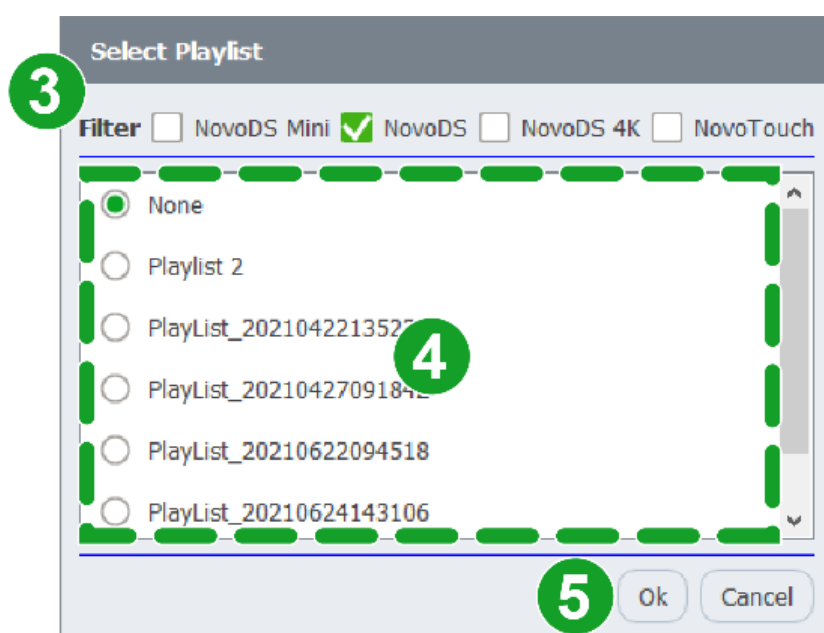 Select Playlist
3
Filter NovoDS Mini NovoDS NovoDS 4K NovoTouch
None
Playlist 2
4
PlayList_20210622094518
PlayList_20210624143106
5 Ok Cancel